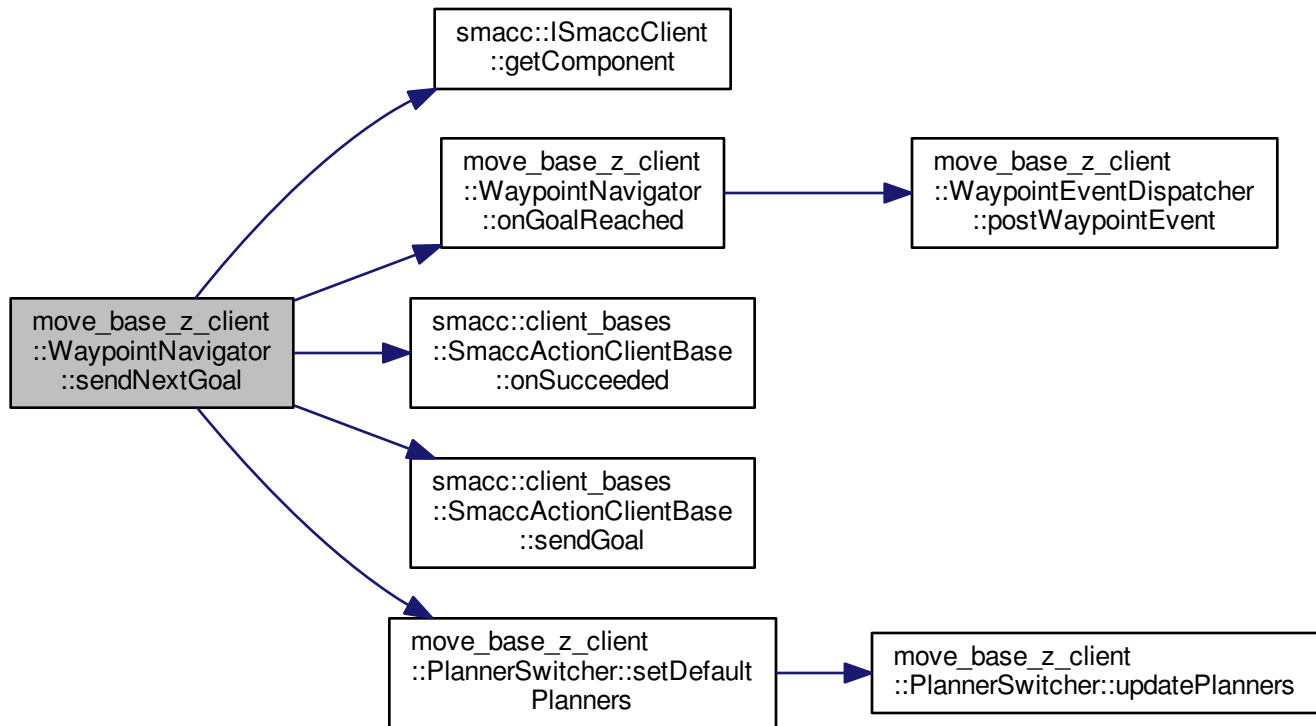 smacc::ISmaccClient
::getComponent
move_base_z_client
::WaypointNavigator
::onGoalReached
move_base_z_client
::WaypointEventDispatcher
::postWaypointEvent
move_base_z_client
::WaypointNavigator
::sendNextGoal
smacc::client_bases
::SmaccActionClientBase
::onSucceeded
smacc::client_bases
::SmaccActionClientBase
::sendGoal
move_base_z_client
::PlannerSwitcher::setDefault
Planners
move_base_z_client
::PlannerSwitcher::updatePlanners